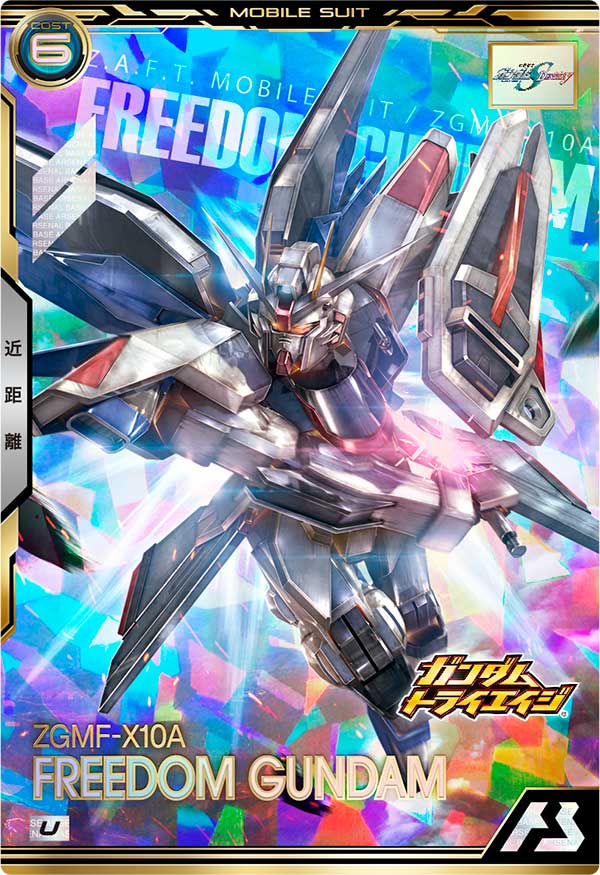 MOBILE SUIT
COST
6
Z.A.F.T. MOBILE SUIT / ZGMF-X10A
FREEDOM GUNDAM
近距離
ガンダム
トライエイジ
ZGMF-X10A
FREEDOM GUNDAM
U